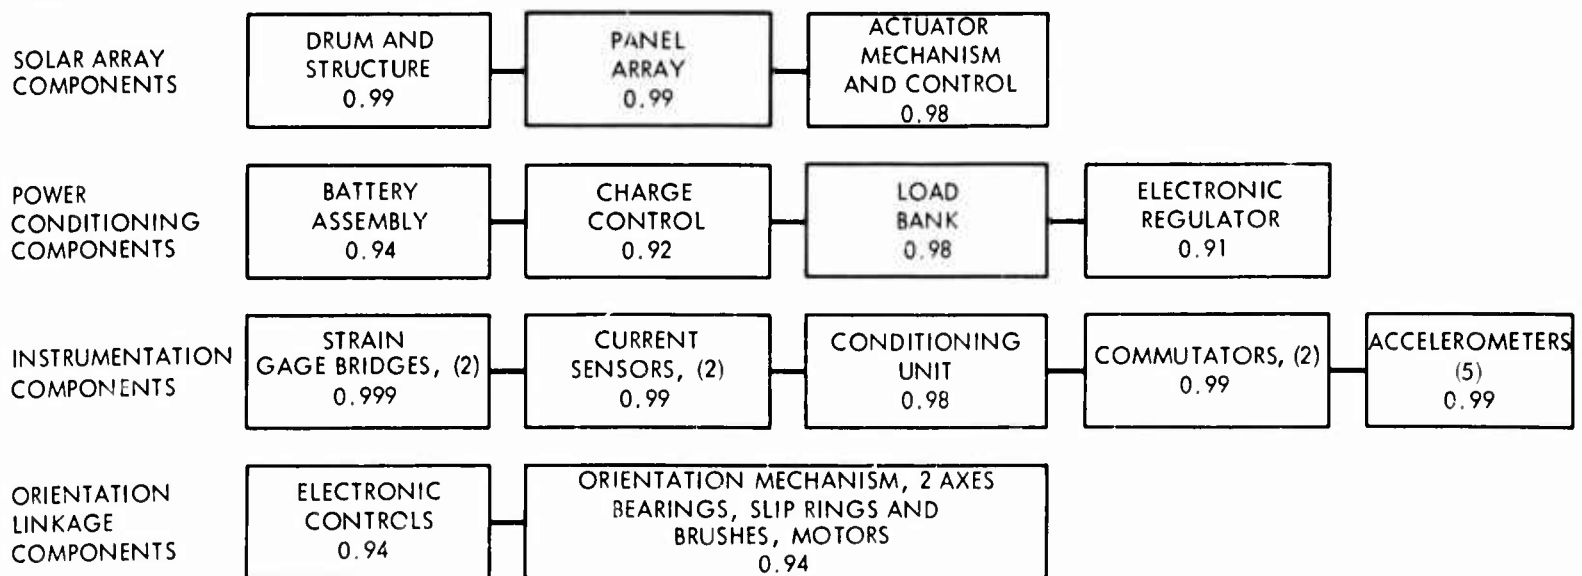 SOLAR ARRAY
COMPONENTS
DRUM AND
STRUCTURE
0.99
PANEL
ARRAY
0.99
ACTUATOR
MECHANISM
AND CONTROL
0.98
POWER
CONDITIONING
COMPONENTS
BATTERY
ASSEMBLY
0.94
CHARGE
CONTROL
0.92
LOAD
BANK
0.98
ELECTRONIC
REGULATOR
0.91
INSTRUMENTATION
COMPONENTS
STRAIN
GAGE BRIDGES, (2)
0.999
CURRENT
SENSORS, (2)
0.99
CONDITIONING
UNIT
0.98
COMMUTATORS, (2)
0.99
ACCELEROMETERS
(5)
0.99
ORIENTATION
LINKAGE
COMPONENTS
ELECTRONIC
CONTROLS
0.94
ORIENTATION MECHANISM, 2 AXES
BEARINGS, SLIP RINGS AND
BRUSHES, MOTORS
0.94